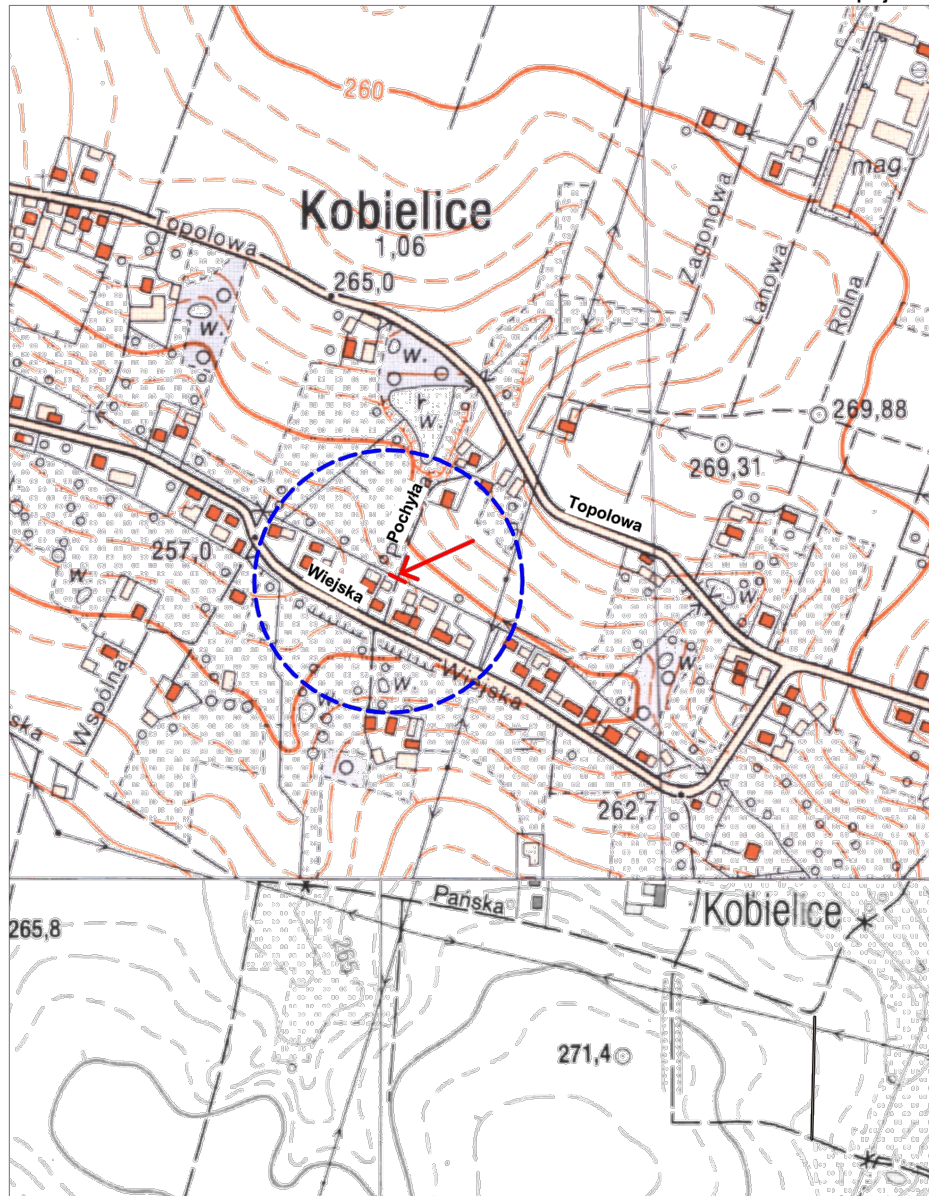 260
mag.
Kobielice
1,06
Topolowa
265,0
Zagonowa
Łanowa
Rolna
w.
w.
r.
w.
269,88
269,31
Pochyła
Topolowa
257,0
Wiejska
w.
w
Wspólna
Wiejska
w.
w
w.
ska
262,7
Pańska
Kobielice
265,8
265
271,4